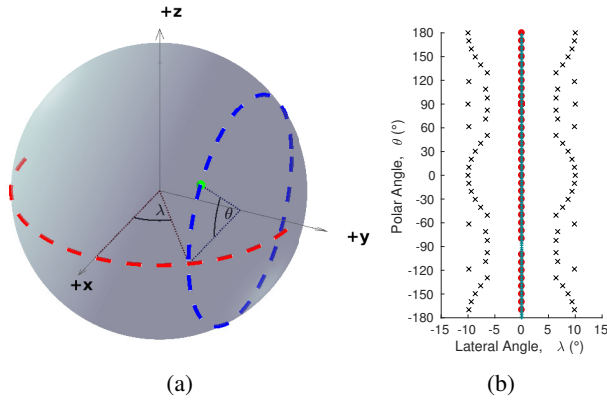 +z
λ
θ
+y
+x
(a)
Polar Angle, θ (°)
180
150
120
90
60
30
0
-30
-60
-90
-120
-150
-180
-15 -10 -5 0 5 10 15
Lateral Angle, λ (°)
(b)